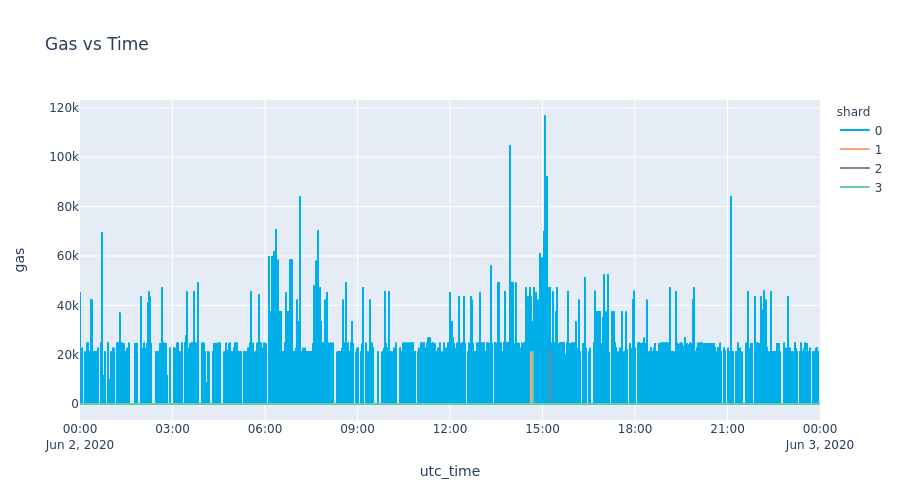 Gas vs Time
shard
0
1
2
3
120k
100k
80k
60k
40k
20k
0
gas
00:00 03:00 06:00 09:00 12:00 15:00 18:00 21:00 00:00
Jun 2, 2020 Jun 3, 2020
utc_time